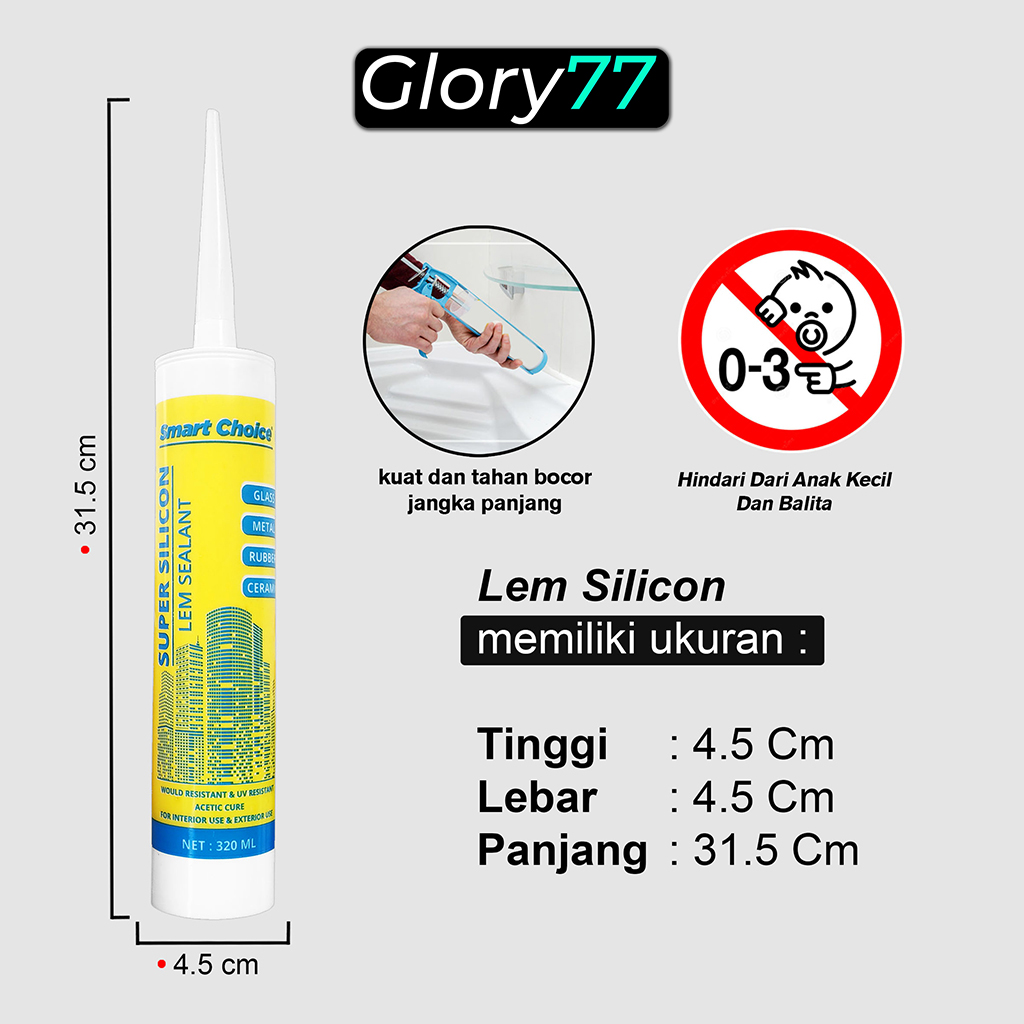 Glory77
31.5 cm
Smart Choice
SUPER SILICON
LEM SEALANT
GLASS
METAL
RUBBE
CERAM
WOULD RESISTANT & UV RESISTANT
ACETIC CURE
FOR INTERIOR USE & EXTERIOR USE
NET : 320 ML
4.5 cm
kuat dan tahan bocor
jangka panjang
0-3
Hindari Dari Anak Kecil
Dan Balita
Lem Silicon
memiliki ukuran :
Tinggi : 4.5 Cm
Lebar : 4.5 Cm
Panjang : 31.5 Cm